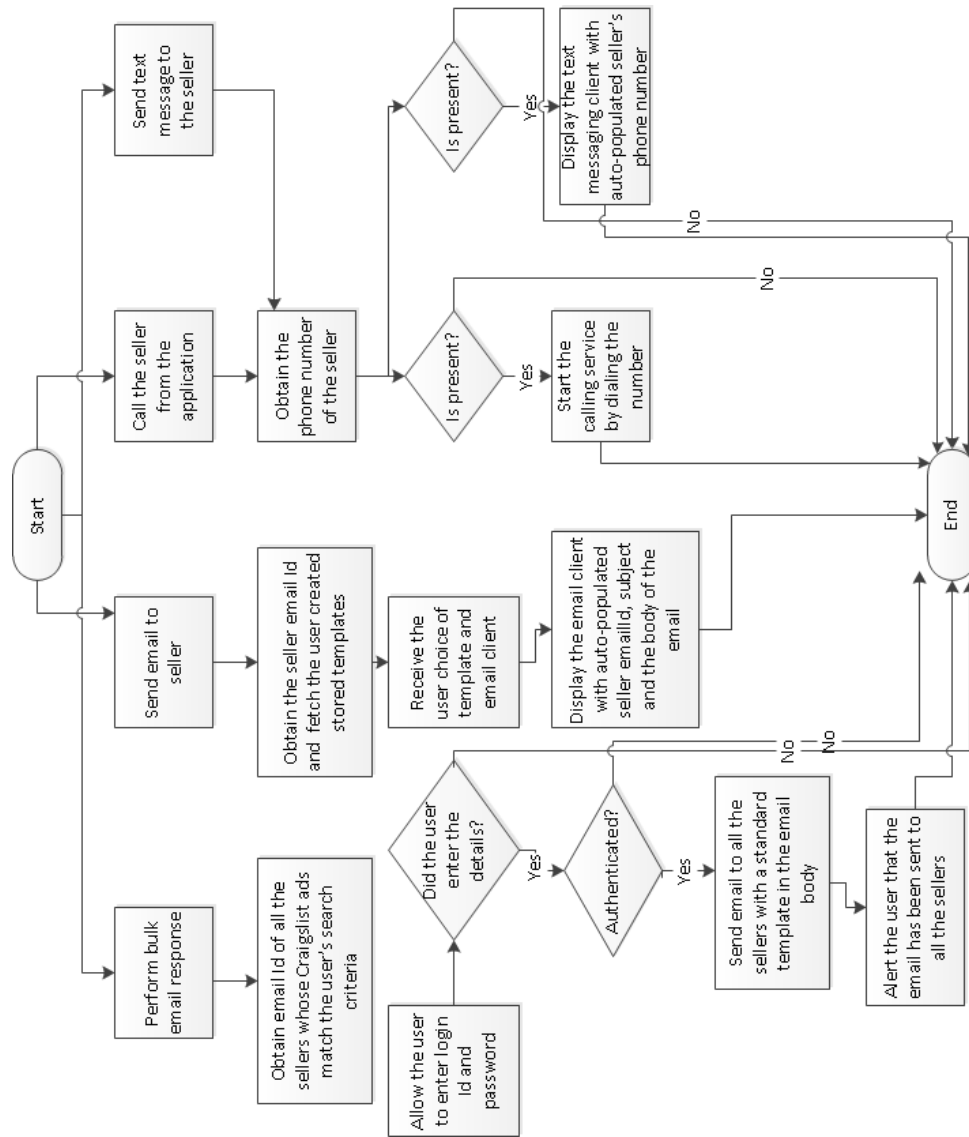 Start
Perform bulk
email response
Send email to
seller
Call the seller
from the
application
Send text
message to
the seller
Obtain email Id of all the
sellers whose Craigslist ads
match the user's search
criteria
Obtain the seller email Id
and fetch the user created
stored templates
Obtain the
phone number
of the seller
Allow the user
to enter login
Id and
password
Did the user
enter the
details?
Receive the
user choice of
template and
email client
Is present?
Is present?
Yes
Yes
Yes
Authenticated?
Display the email client
with auto-populated
seller emailId, subject
and the body of the
email
Start the
calling service
by dialing the
number
Display the text
messaging client with
auto-populated seller's
phone number
Yes
No
No
No
No
Send email to all the
sellers with a standard
template in the email
body
Alert the user that the
email has been sent to
all the sellers
End